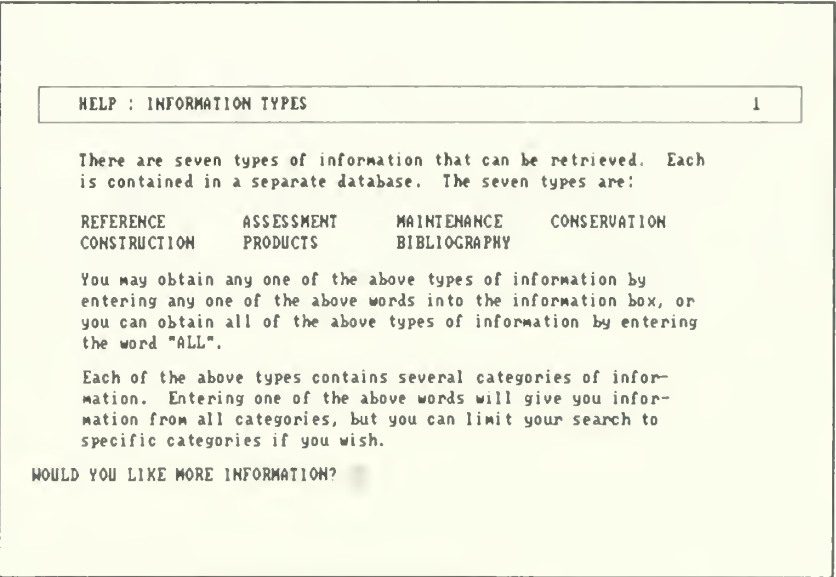 HELP : INFORMATION TYPES 1
There are seven types of information that can be retrieved. Each
is contained in a separate database. The seven types are:
REFERENCE ASSESSMENT MAINTENANCE CONSERVATION
CONSTRUCTION PRODUCTS BIBLIOGRAPHY
You may obtain any one of the above types of information by
entering any one of the above words into the information box, or
you can obtain all of the above types of information by entering
the word "ALL".
Each of the above types contains several categories of infor-
mation. Entering one of the above words will give you infor-
mation from all categories, but you can limit your search to
specific categories if you wish.
WOULD YOU LIKE MORE INFORMATION?